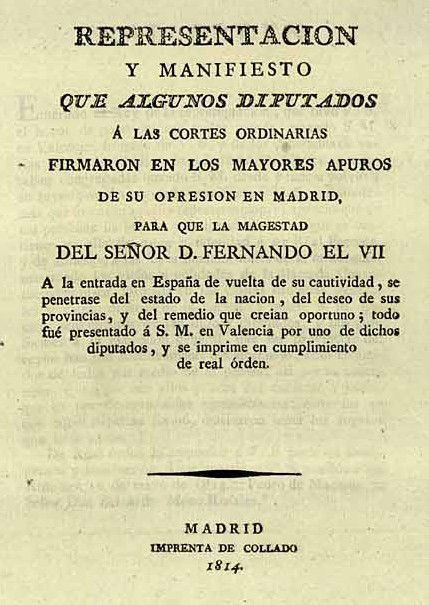 REPRESENTACION
Y MANIFIESTO
QUE ALGUNOS DIPUTADOS
Á LAS CORTES ORDINARIAS
FIRMARON EN LOS MAYORES APUROS
DE SU OPRESION EN MADRID,
PARA QUE LA MAGESTAD
DEL SEÑOR D. FERNANDO EL VII
A la entrada en España de vuelta de su cautividad, se
penetrase del estado de la nacion, del deseo de sus
provincias, y del remedio que creian oportuno; todo
fué presentado á S. M. en Valencia por uno de dichos
diputados, y se imprime en cumplimiento
de real órden.
MADRID
IMPRENTA DE COLLADO
1814.